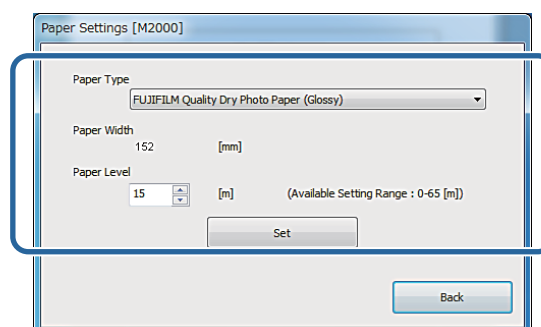 Paper Settings [M2000]
Paper Type
FUJIFILM Quality Dry Photo Paper (Glossy)
Paper Width
152 [mm]
Paper Level
15 [m] (Available Setting Range : 0-65 [m])
Set
Back